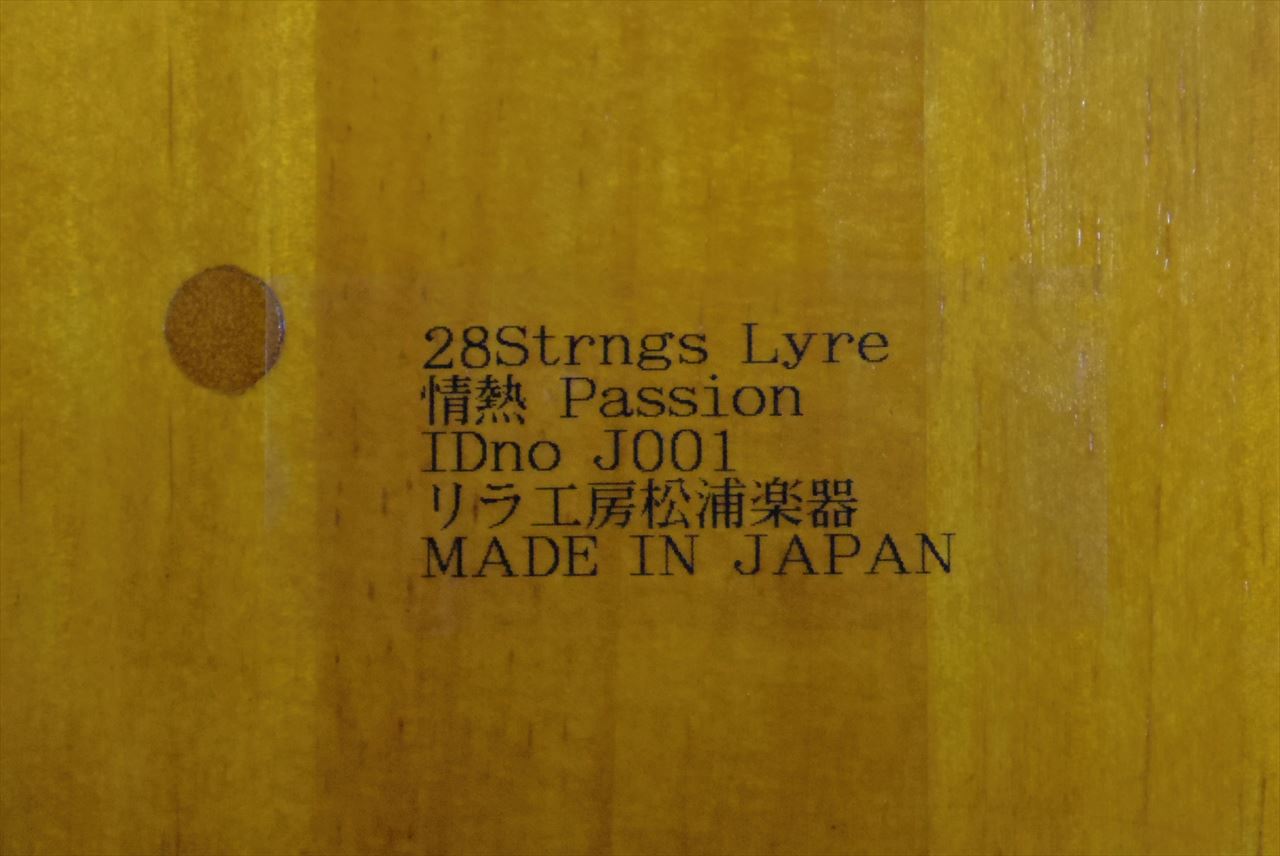 28Strngs Lyre
情熱 Passion
IDno J001
リラ工房松浦楽器
MADE IN JAPAN